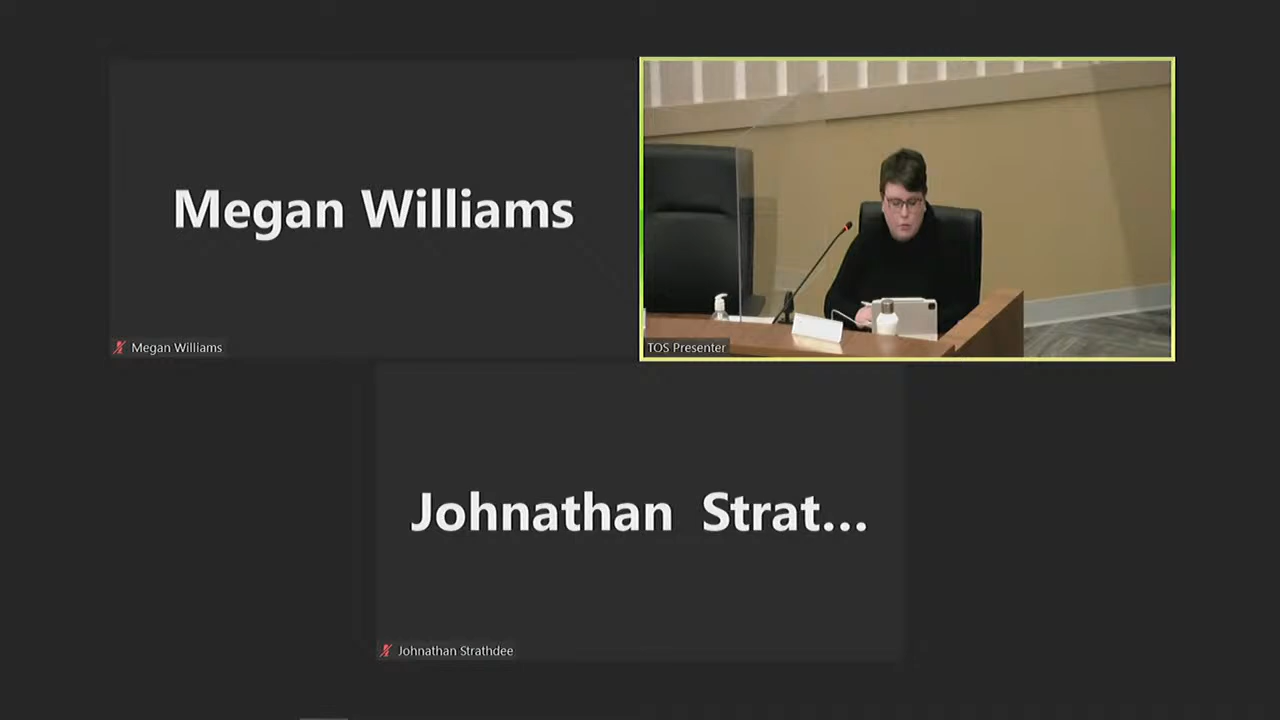 Megan Williams
Megan Williams
TOS Presenter
Johnathan Strat...
Johnathan Strathdee